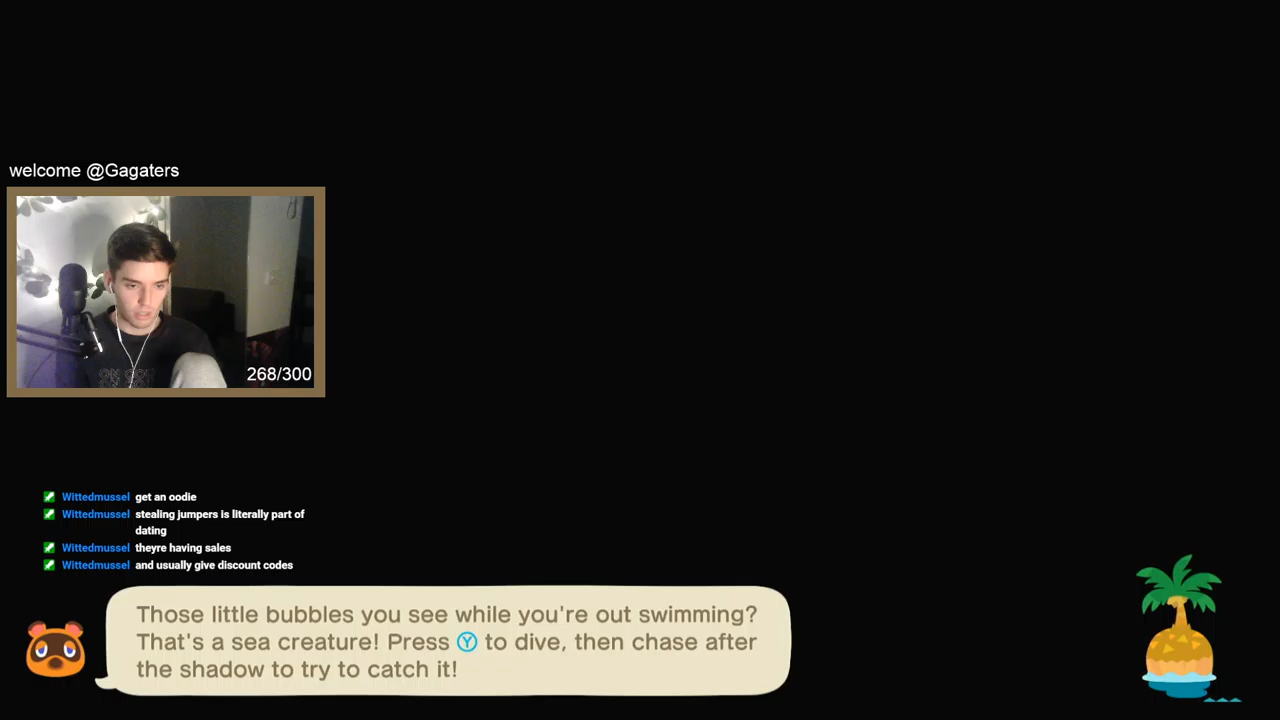 welcome @Gagaters
268/300
Wittedmussel get an oodie
Wittedmussel stealing jumpers is literally part of
dating
Wittedmussel theyre having sales
Wittedmussel and usually give discount codes
Those little bubbles you see while you're out swimming?
That's a sea creature! Press Y to dive, then chase after
the shadow to try to catch it!